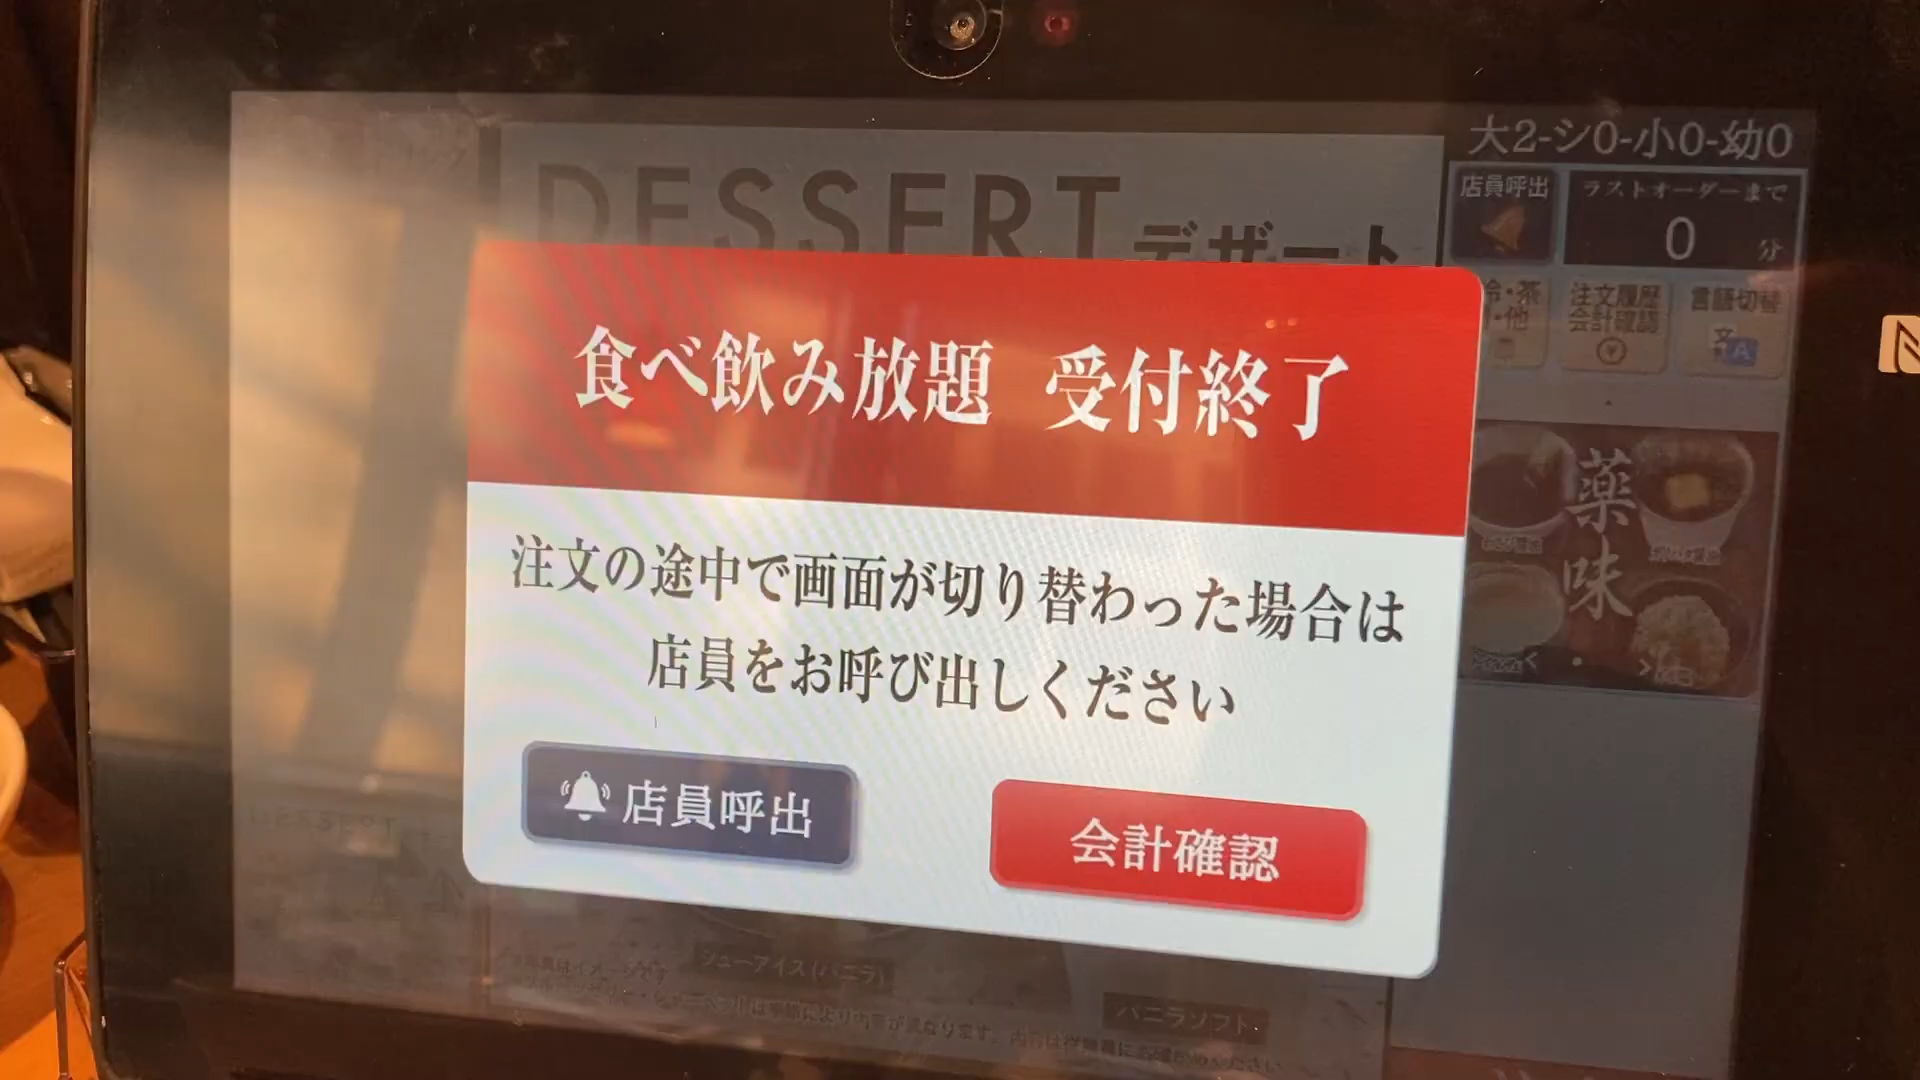 DESSERT デザート
大2-シ0-小0-幼0
店員呼出
ラストオーダーまで
0 分
注文履歴
会計確認
言語切替
食べ飲み放題 受付終了
注文の途中で画面が切り替わった場合は
店員をお呼び出しください
店員呼出
会計確認
薬味
シューアイス(バニラ)
バニラソフト